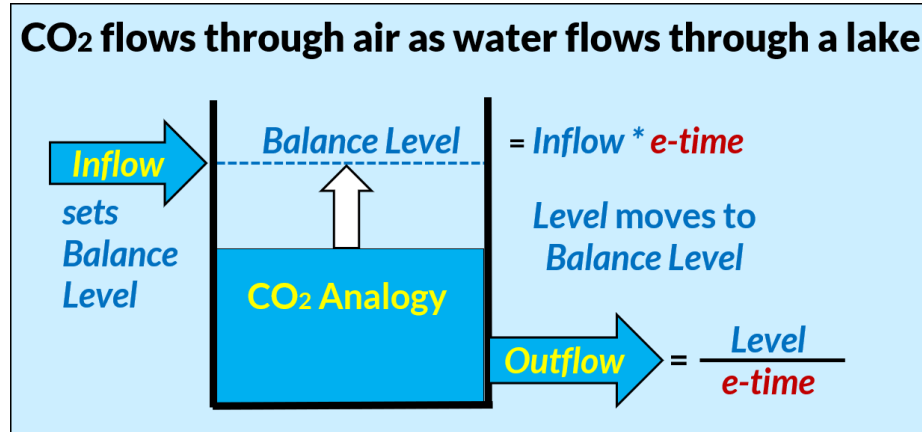 CO2 flows through air as water flows through a lake
Inflow
sets
Balance
Level
Balance Level = Inflow * e-time
Level moves to
Balance Level
CO2 Analogy
Outflow = Level
e-time